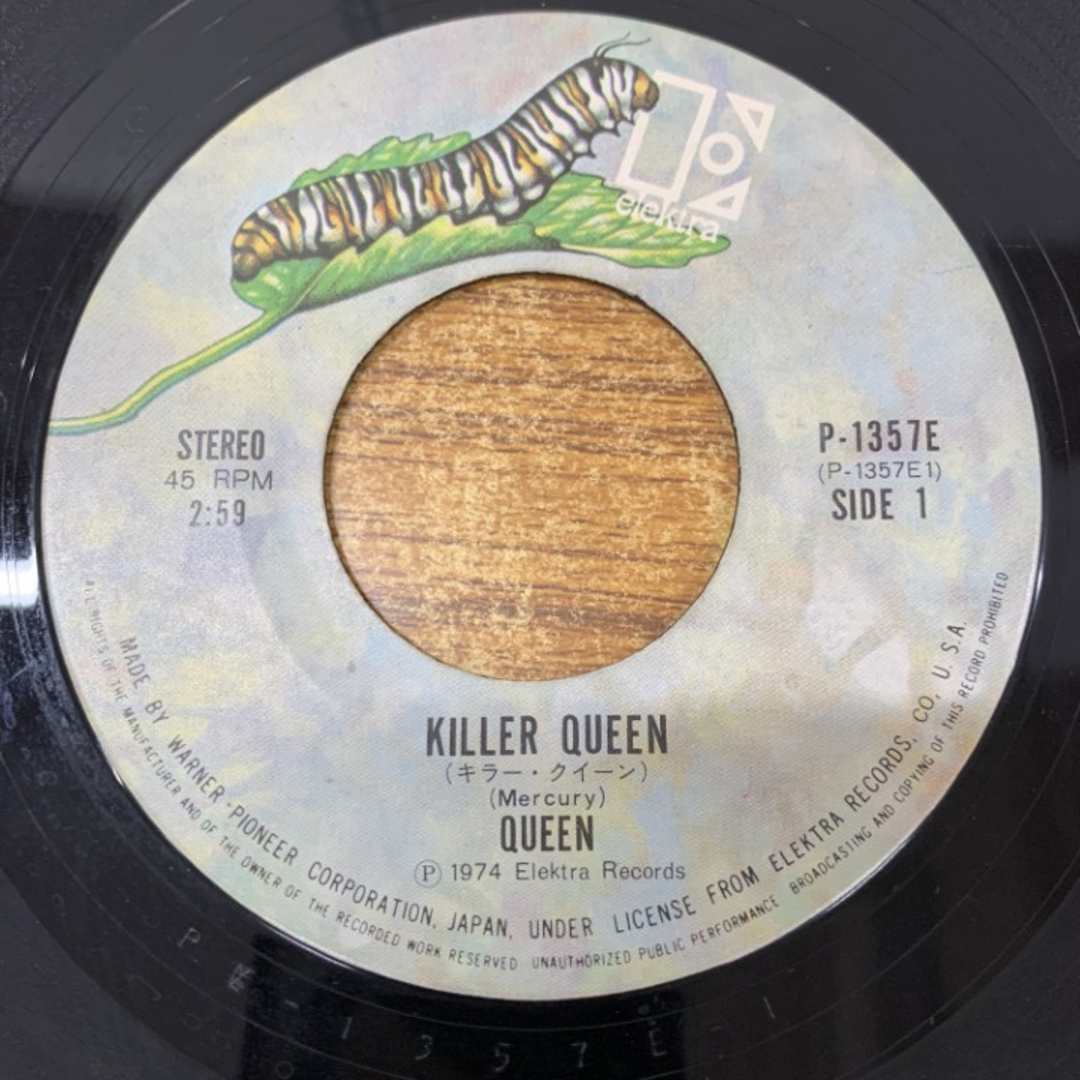 elektra
STEREO
45 RPM
2:59
P-1357E
(P-1357E1)
SIDE 1
KILLER QUEEN
(キラー・クイーン)
(Mercury)
QUEEN
Ⓟ 1974 Elektra Records
MADE BY WARNER-PIONEER CORPORATION, JAPAN, UNDER LICENSE FROM ELEKTRA RECORDS, CO, U.S.A.
ALL RIGHTS OF THE MANUFACTURER AND OF THE OWNER OF THE RECORDED WORK RESERVED UNAUTHORIZED PUBLIC PERFORMANCE BROADCASTING AND COPYING OF THIS RECORD PROHIBITED
P-1357E-1